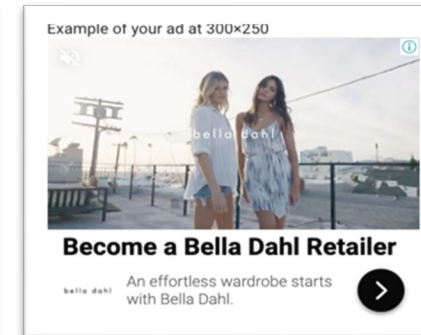 Example of your ad at 300×250
bella dahl
Become a Bella Dahl Retailer
bella dahl
An effortless wardrobe starts
with Bella Dahl.